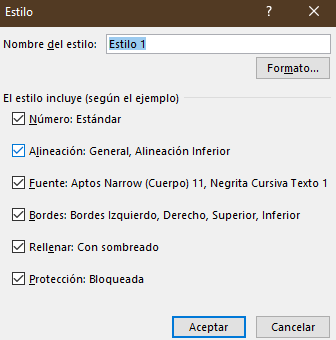 Estilo
Nombre del estilo: Estilo 1
Formato...
El estilo incluye (según el ejemplo)
Número: Estándar
Alineación: General, Alineación Inferior
Fuente: Aptos Narrow (Cuerpo) 11, Negrita Cursiva Texto 1
Bordes: Bordes Izquierdo, Derecho, Superior, Inferior
Rellenar: Con sombreado
Protección: Bloqueada
Aceptar Cancelar